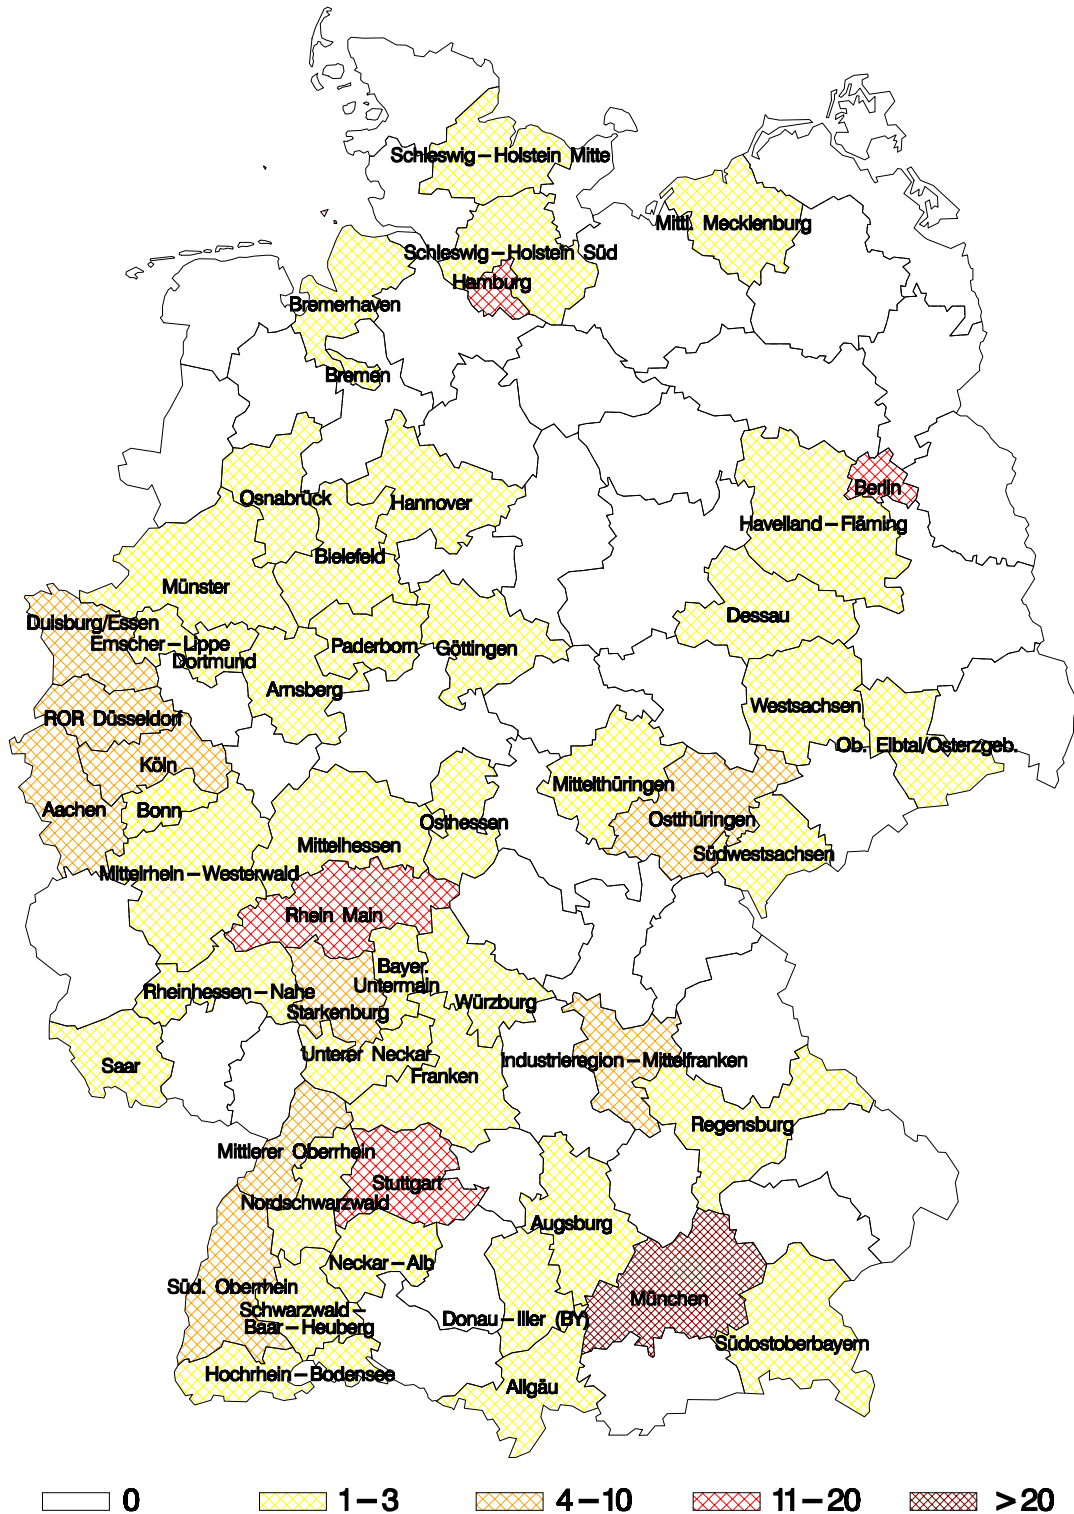 Schleswig–Holstein Mitte
Mittl. Mecklenburg
Schleswig–Holstein Süd
Hamburg
Bremerhaven
Bremen
Berlin
Osnabrück
Hannover
Havelland–Fläming
Bielefeld
Münster
Dessau
Duisburg/Essen
Emscher–Lippe
Paderborn
Göttingen
Dortmund
Arnsberg
Westsachsen
ROR Düsseldorf
Ob. Elbtal/Osterzgeb.
Köln
Mittelthüringen
Aachen
Bonn
Osthessen
Ostthüringen
Mittelhessen
Südwestsachsen
Mittelrhein–Westerwald
Rhein Main
Bayer.
Untermain
Rheinhessen–Nahe
Würzburg
Starkenburg
Unterer Neckar
Industrieregion–Mittelfranken
Saar
Franken
Regensburg
Mittlerer Oberrhein
Stuttgart
Nordschwarzwald
Augsburg
Neckar–Alb
Süd. Oberrhein
München
Schwarzwald–
Baar–Heuberg
Donau–Iller (BY)
Südostoberbayern
Hochrhein–Bodensee
Allgäu
0 1–3 4–10 11–20 >20